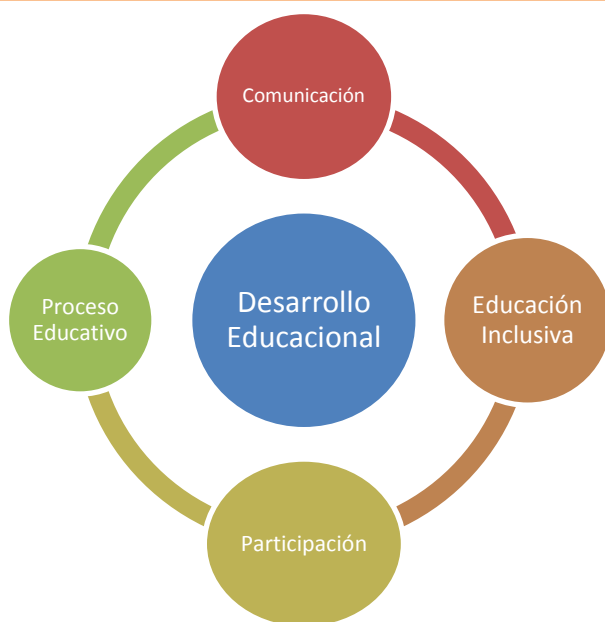 Comunicación
Proceso
Educativo
Desarrollo
Educacional
Educación
Inclusiva
Participación